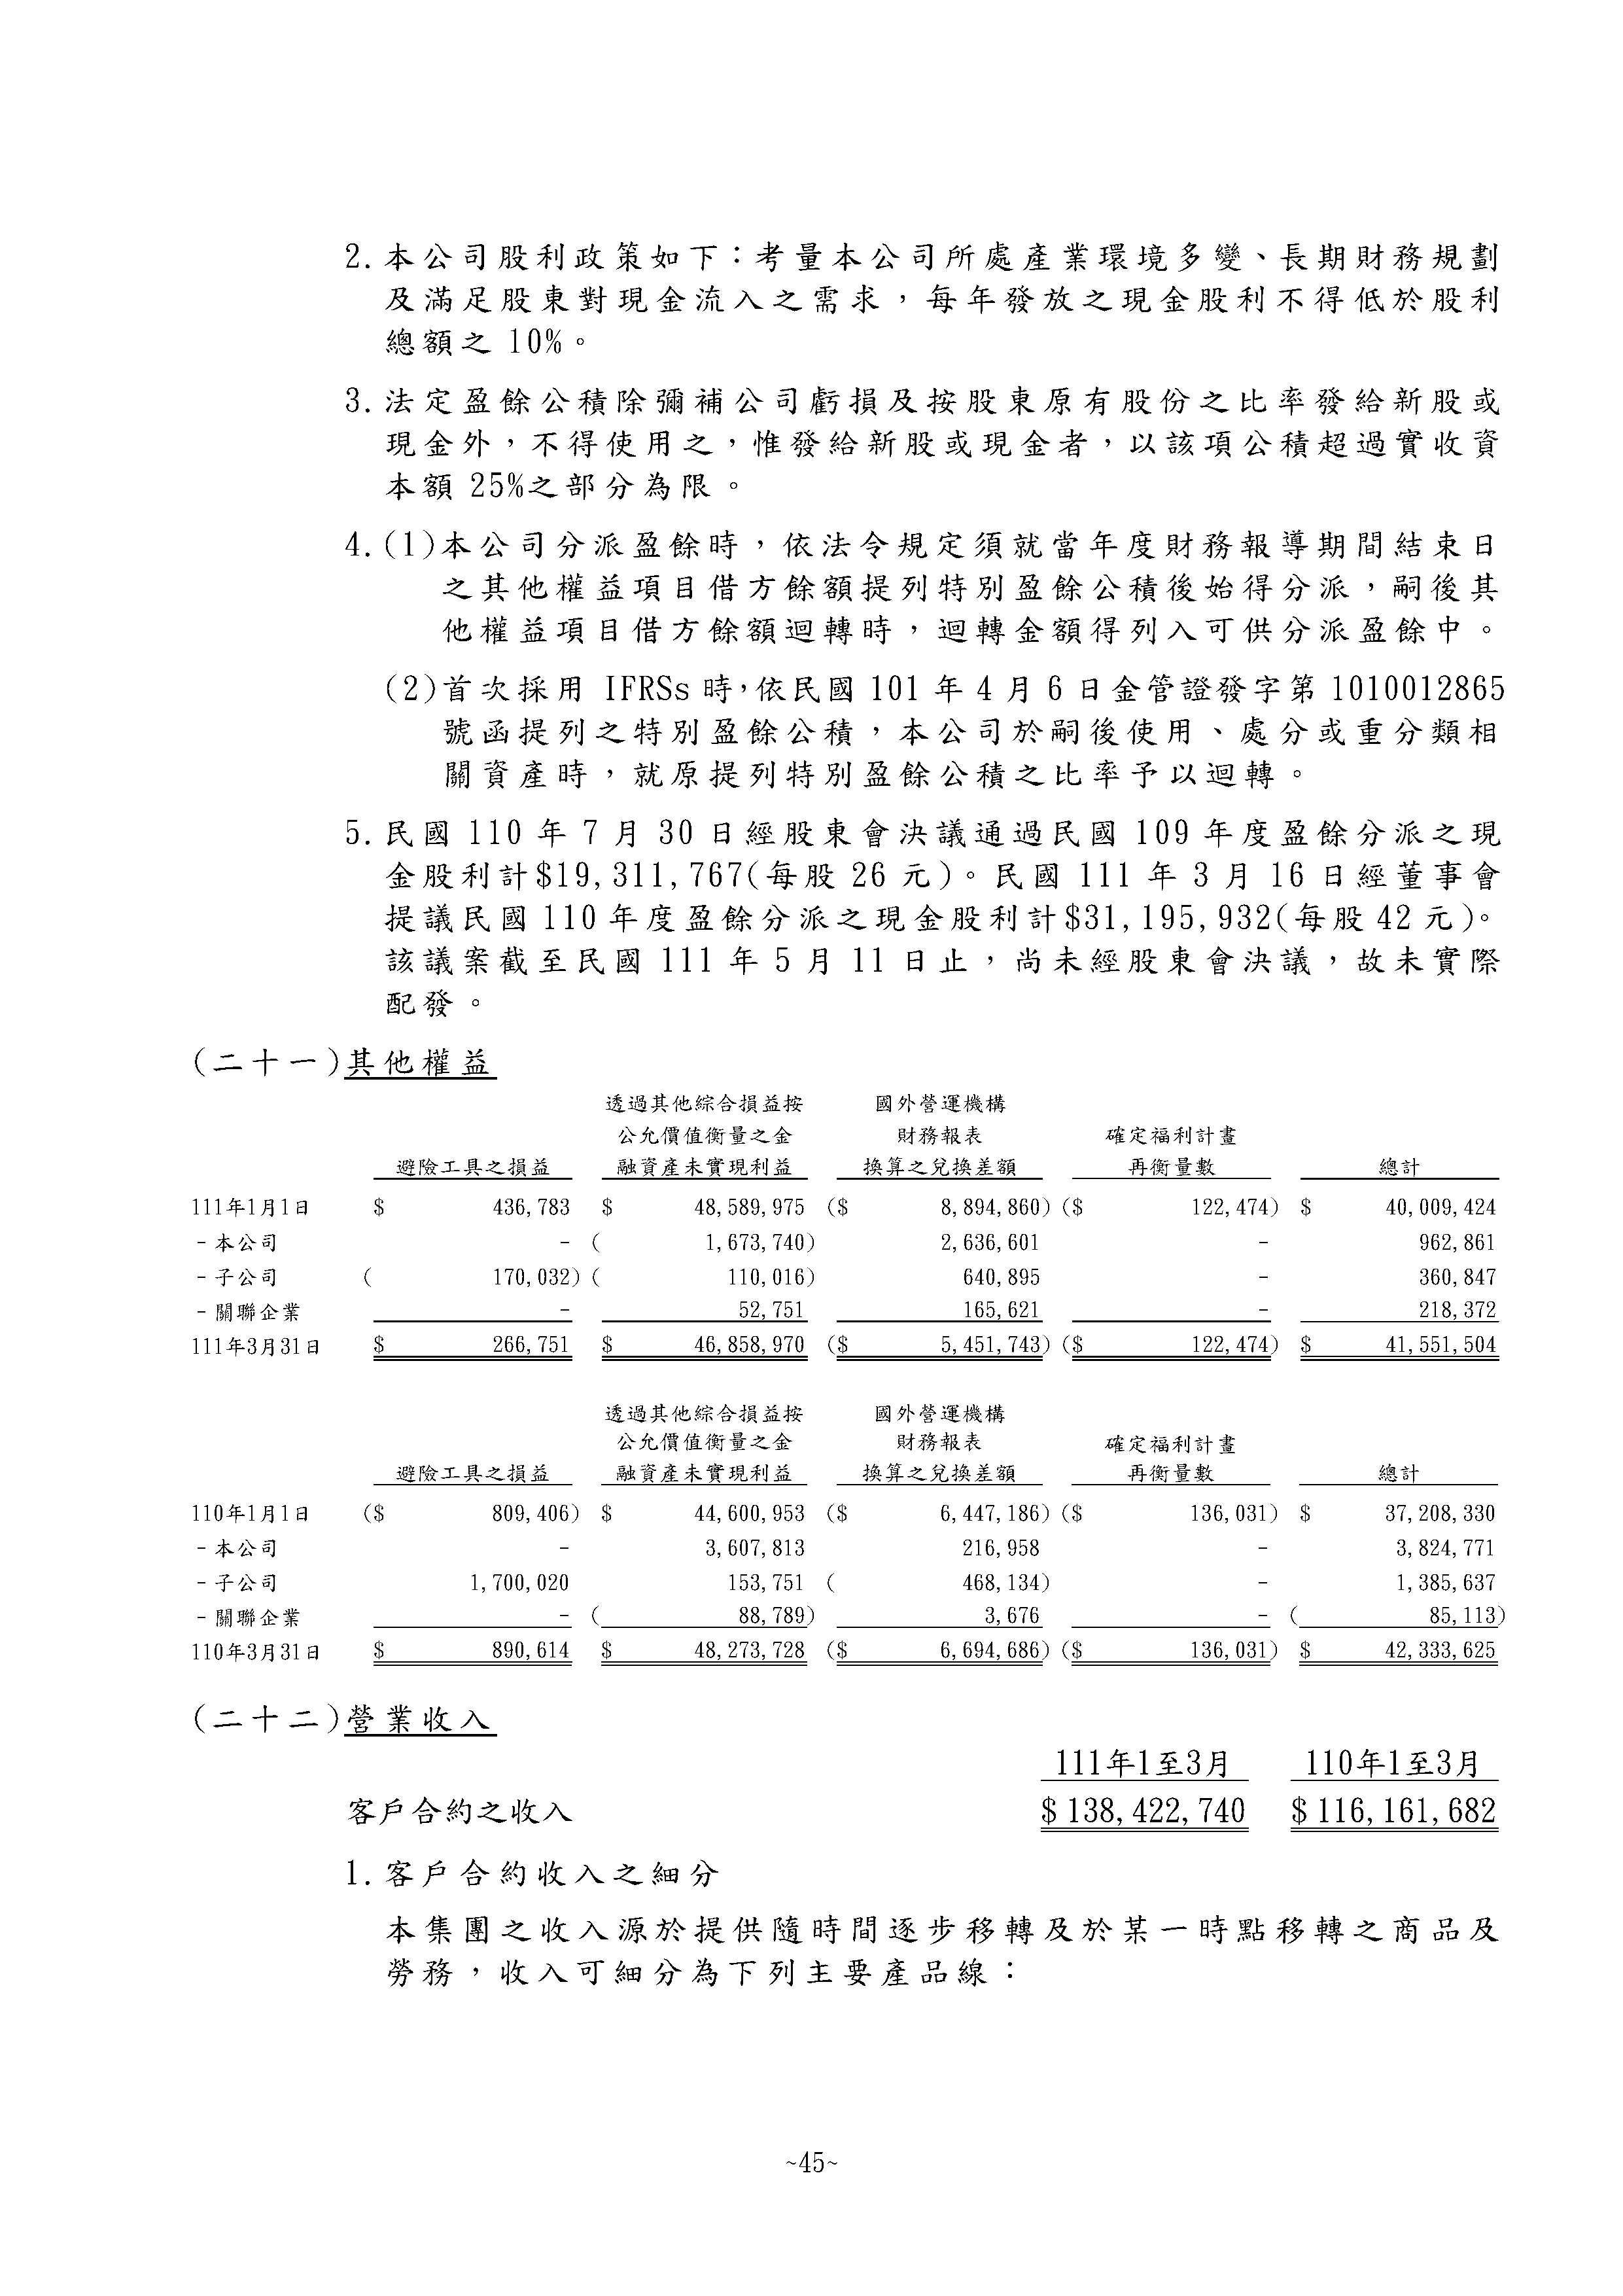 2.本公司股利政策如下：考量本公司所處產業環境多變、長期財務規劃
及滿足股東對現金流入之需求，每年發放之現金股利不得低於股利
總額之 10%。
3.法定盈餘公積除彌補公司虧損及按股東原有股份之比率發給新股或
現金外，不得使用之，惟發給新股或現金者，以該項公積超過實收資
本額 25%之部分為限。
4.(1)本公司分派盈餘時，依法令規定須就當年度財務報導期間結束日
之其他權益項目借方餘額提列特別盈餘公積後始得分派，嗣後其
他權益項目借方餘額迴轉時，迴轉金額得列入可供分派盈餘中。
(2)首次採用 IFRSs 時，依民國 101 年 4 月 6 日金管證發字第 1010012865
號函提列之特別盈餘公積，本公司於嗣後使用、處分或重分類相
關資產時，就原提列特別盈餘公積之比率予以迴轉。
5.民國 110 年 7 月 30 日經股東會決議通過民國 109 年度盈餘分派之現
金股利計$19,311,767(每股 26 元)。民國 111 年 3 月 16 日經董事會
提議民國 110 年度盈餘分派之現金股利計$31,195,932(每股 42 元)。
該議案截至民國 111 年 5 月 11 日止，尚未經股東會決議，故未實際
配發。
(二十一)其他權益
透過其他綜合損益按 國外營運機構
公允價值衡量之金 財務報表 確定福利計畫
避險工具之損益 融資產未實現利益 換算之兌換差額 再衡量數 總計
111年1月1日 $ 436,783 $ 48,589,975 ($ 8,894,860) ($ 122,474) $ 40,009,424
-本公司 - ( 1,673,740) 2,636,601 - 962,861
-子公司 ( 170,032) ( 110,016) 640,895 - 360,847
-關聯企業 - 52,751 165,621 - 218,372
111年3月31日 $ 266,751 $ 46,858,970 ($ 5,451,743) ($ 122,474) $ 41,551,504
透過其他綜合損益按 國外營運機構
公允價值衡量之金 財務報表 確定福利計畫
避險工具之損益 融資產未實現利益 換算之兌換差額 再衡量數 總計
110年1月1日 ($ 809,406) $ 44,600,953 ($ 6,447,186) ($ 136,031) $ 37,208,330
-本公司 - 3,607,813 216,958 - 3,824,771
-子公司 1,700,020 153,751 ( 468,134) - 1,385,637
-關聯企業 - ( 88,789) 3,676 - ( 85,113)
110年3月31日 $ 890,614 $ 48,273,728 ($ 6,694,686) ($ 136,031) $ 42,333,625
(二十二)營業收入
111年1至3月 110年1至3月
客戶合約之收入 $ 138,422,740 $ 116,161,682
1.客戶合約收入之細分
本集團之收入源於提供隨時間逐步移轉及於某一時點移轉之商品及
勞務，收入可細分為下列主要產品線：
~45~